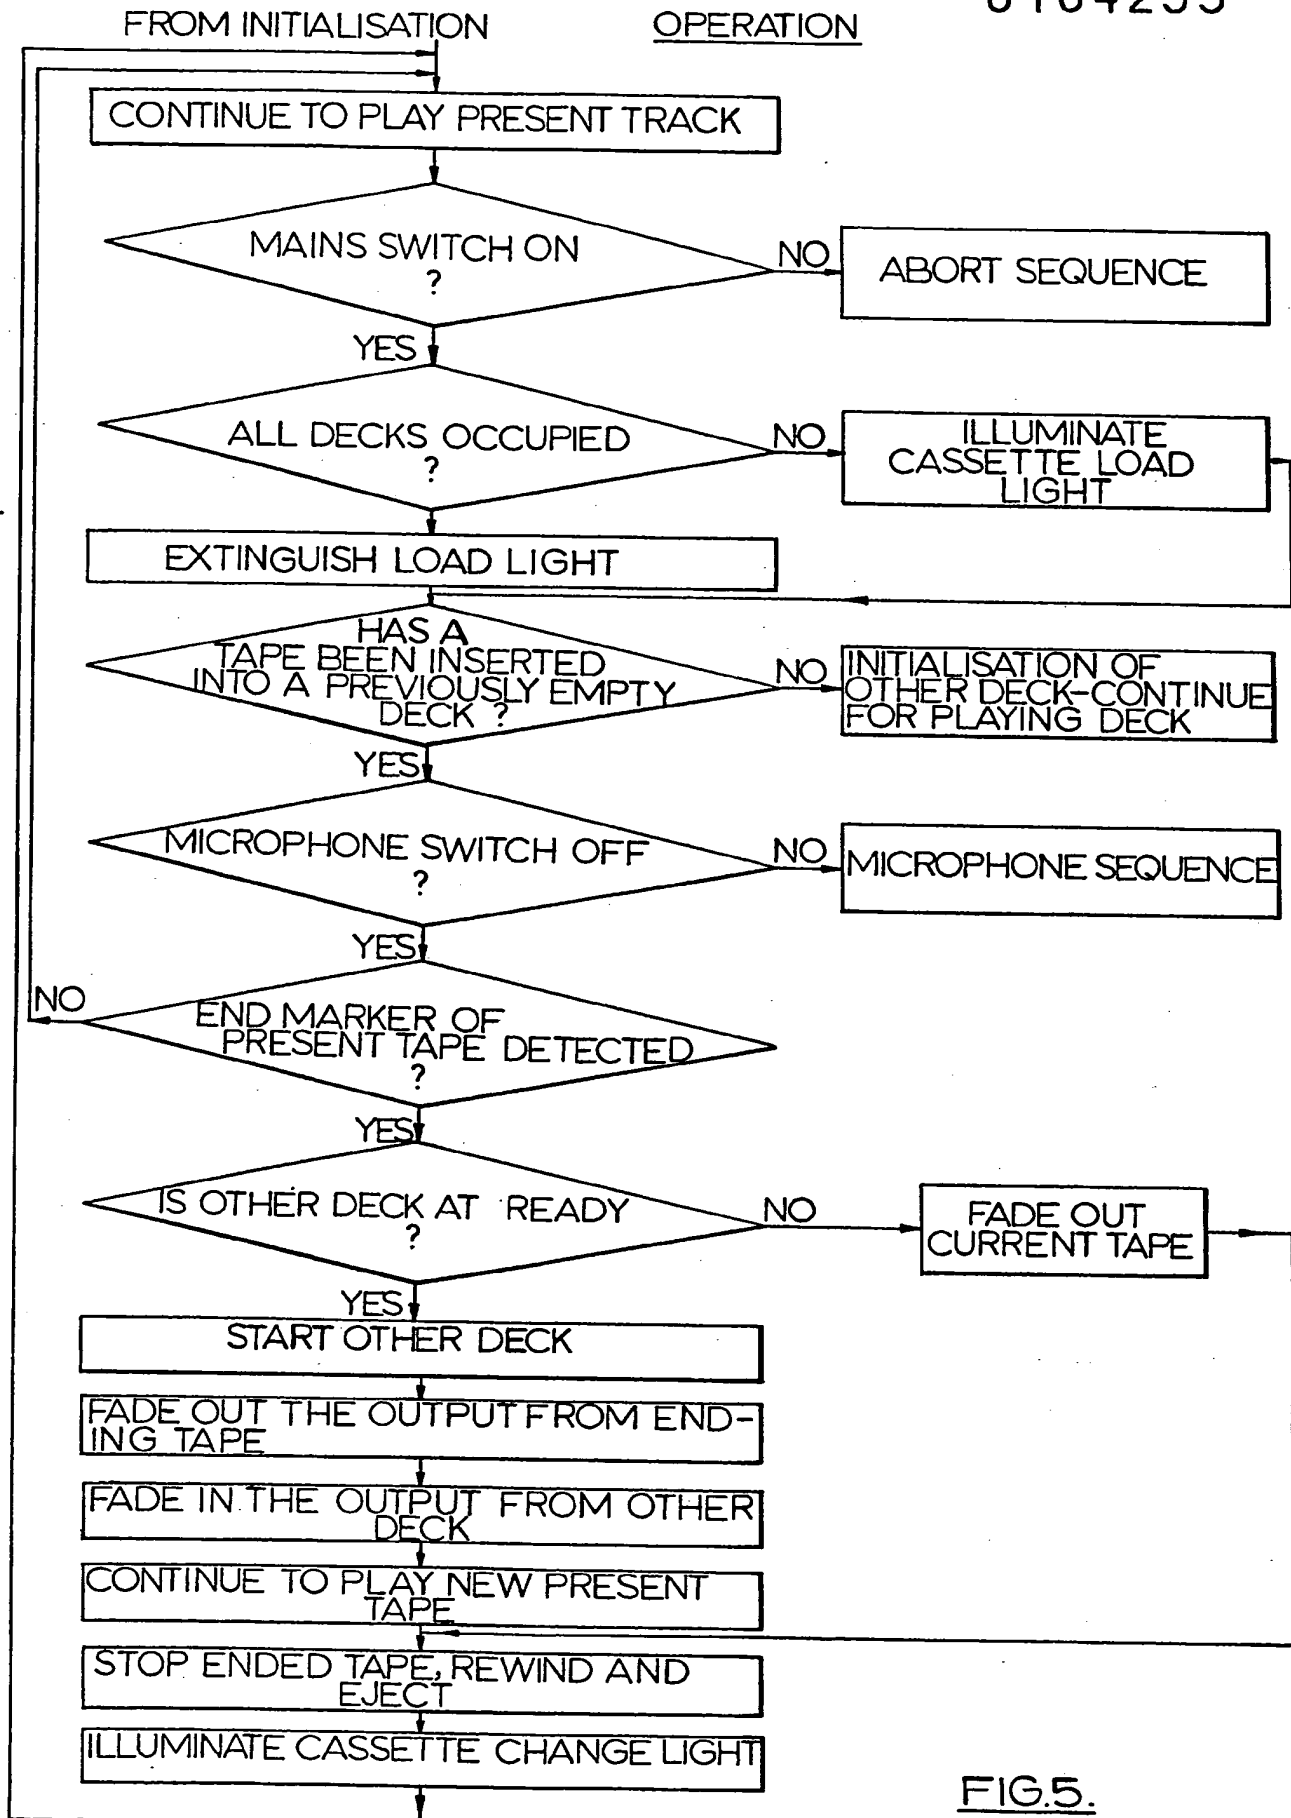 FROM INITIALISATION
OPERATION
CONTINUE TO PLAY PRESENT TRACK
MAINS SWITCH ON
?
NO
ABORT SEQUENCE
YES
ALL DECKS OCCUPIED
?
NO
ILLUMINATE
CASSETTE LOAD
LIGHT
EXTINGUISH LOAD LIGHT
HAS A
TAPE BEEN INSERTED
INTO A PREVIOUSLY EMPTY
DECK ?
NO
INITIALISATION OF
OTHER DECK-CONTINUE
FOR PLAYING DECK
YES
MICROPHONE SWITCH OFF
?
NO
MICROPHONE SEQUENCE
YES
NO
END MARKER OF
PRESENT TAPE DETECTED
?
YES
IS OTHER DECK AT READY
?
NO
FADE OUT
CURRENT TAPE
YES
START OTHER DECK
FADE OUT THE OUTPUT FROM END-
ING TAPE
FADE IN THE OUTPUT FROM OTHER
DECK
CONTINUE TO PLAY NEW PRESENT
TAPE
STOP ENDED TAPE, REWIND AND
EJECT
ILLUMINATE CASSETTE CHANGE LIGHT
FIG.5.